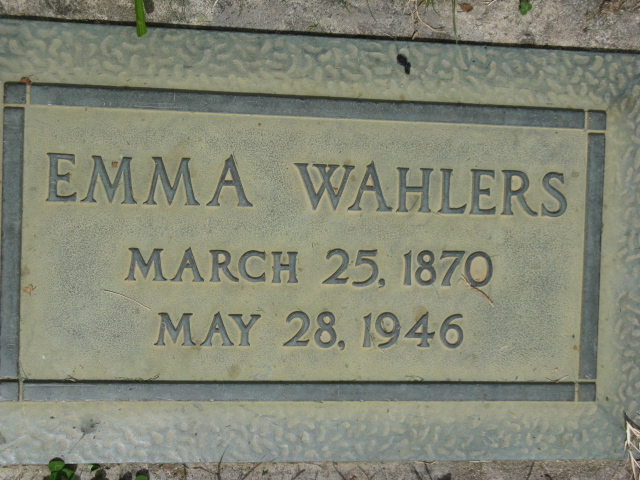 EMMA WAHLERS
MARCH 25, 1870
MAY 28, 1946